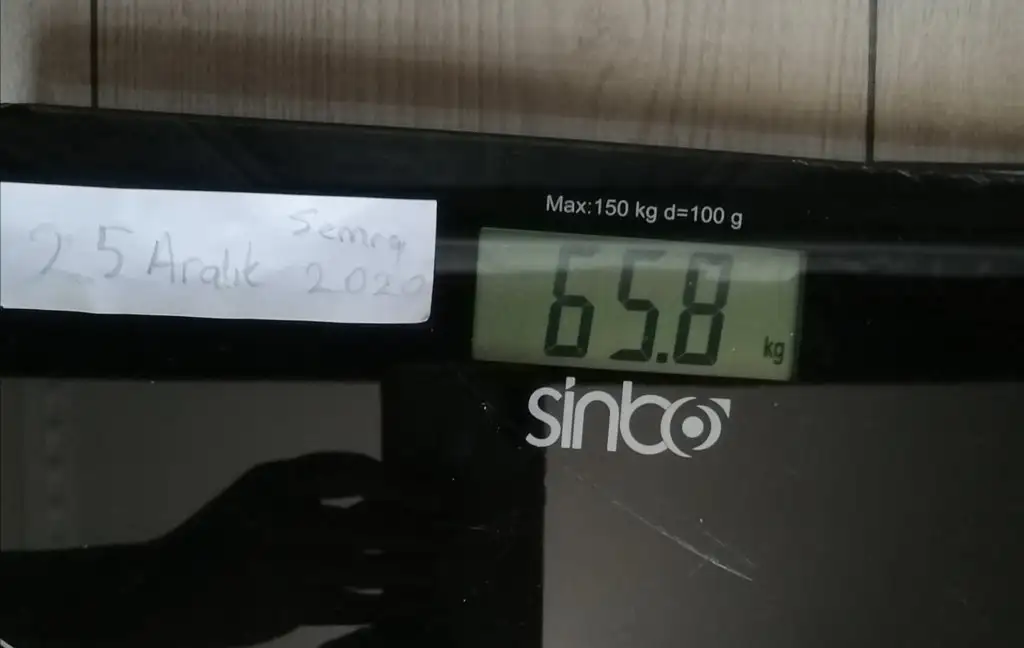 Semra
25 Aralık 2020
Max:150 kg d=100 g
65.8 kg
sinbo